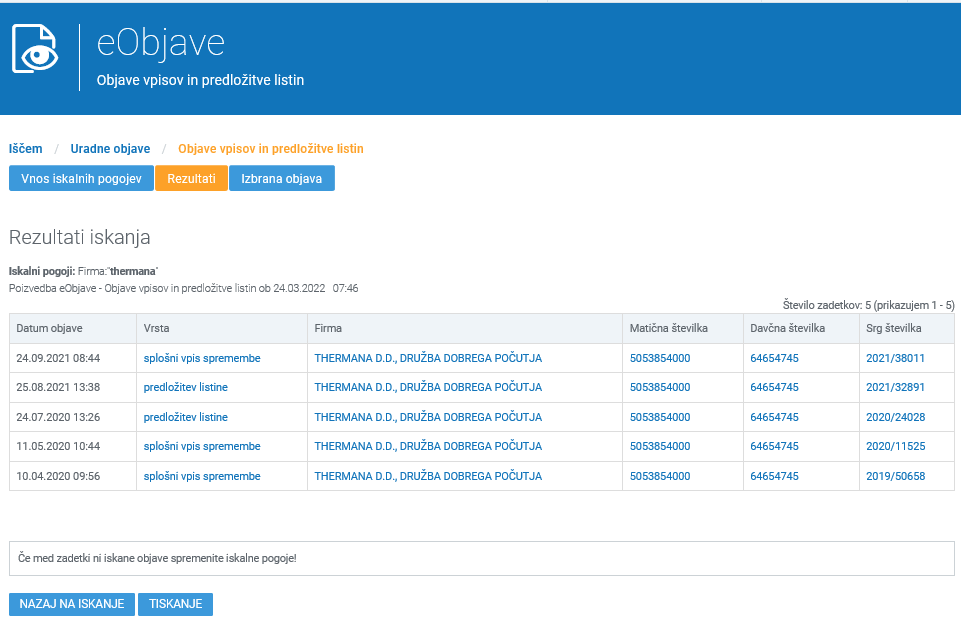 eObjave
Objave vpisov in predložitve listin
Iščem / Uradne objave / Objave vpisov in predložitve listin
Vnos iskalnih pogojev Rezultati Izbrana objava
Rezultati iskanja
Iskalni pogoji: Firma:"thermana"
Poizvedba eObjave - Objave vpisov in predložitve listin ob 24.03.2022 07:46
Število zadetkov: 5 (prikazujem 1 - 5)
Datum objave Vrsta Firma Matična številka Davčna številka Srg številka
24.09.2021 08:44 splošni vpis spremembe THERMANA D.D., DRUŽBA DOBREGA POČUTJA 5053854000 64654745 2021/38011
25.08.2021 13:38 predložitev listine THERMANA D.D., DRUŽBA DOBREGA POČUTJA 5053854000 64654745 2021/32891
24.07.2020 13:26 predložitev listine THERMANA D.D., DRUŽBA DOBREGA POČUTJA 5053854000 64654745 2020/24028
11.05.2020 10:44 splošni vpis spremembe THERMANA D.D., DRUŽBA DOBREGA POČUTJA 5053854000 64654745 2020/11525
10.04.2020 09:56 splošni vpis spremembe THERMANA D.D., DRUŽBA DOBREGA POČUTJA 5053854000 64654745 2019/50658
Če med zadetki ni iskane objave spremenite iskalne pogoje!
NAZAJ NA ISKANJE TISKANJE